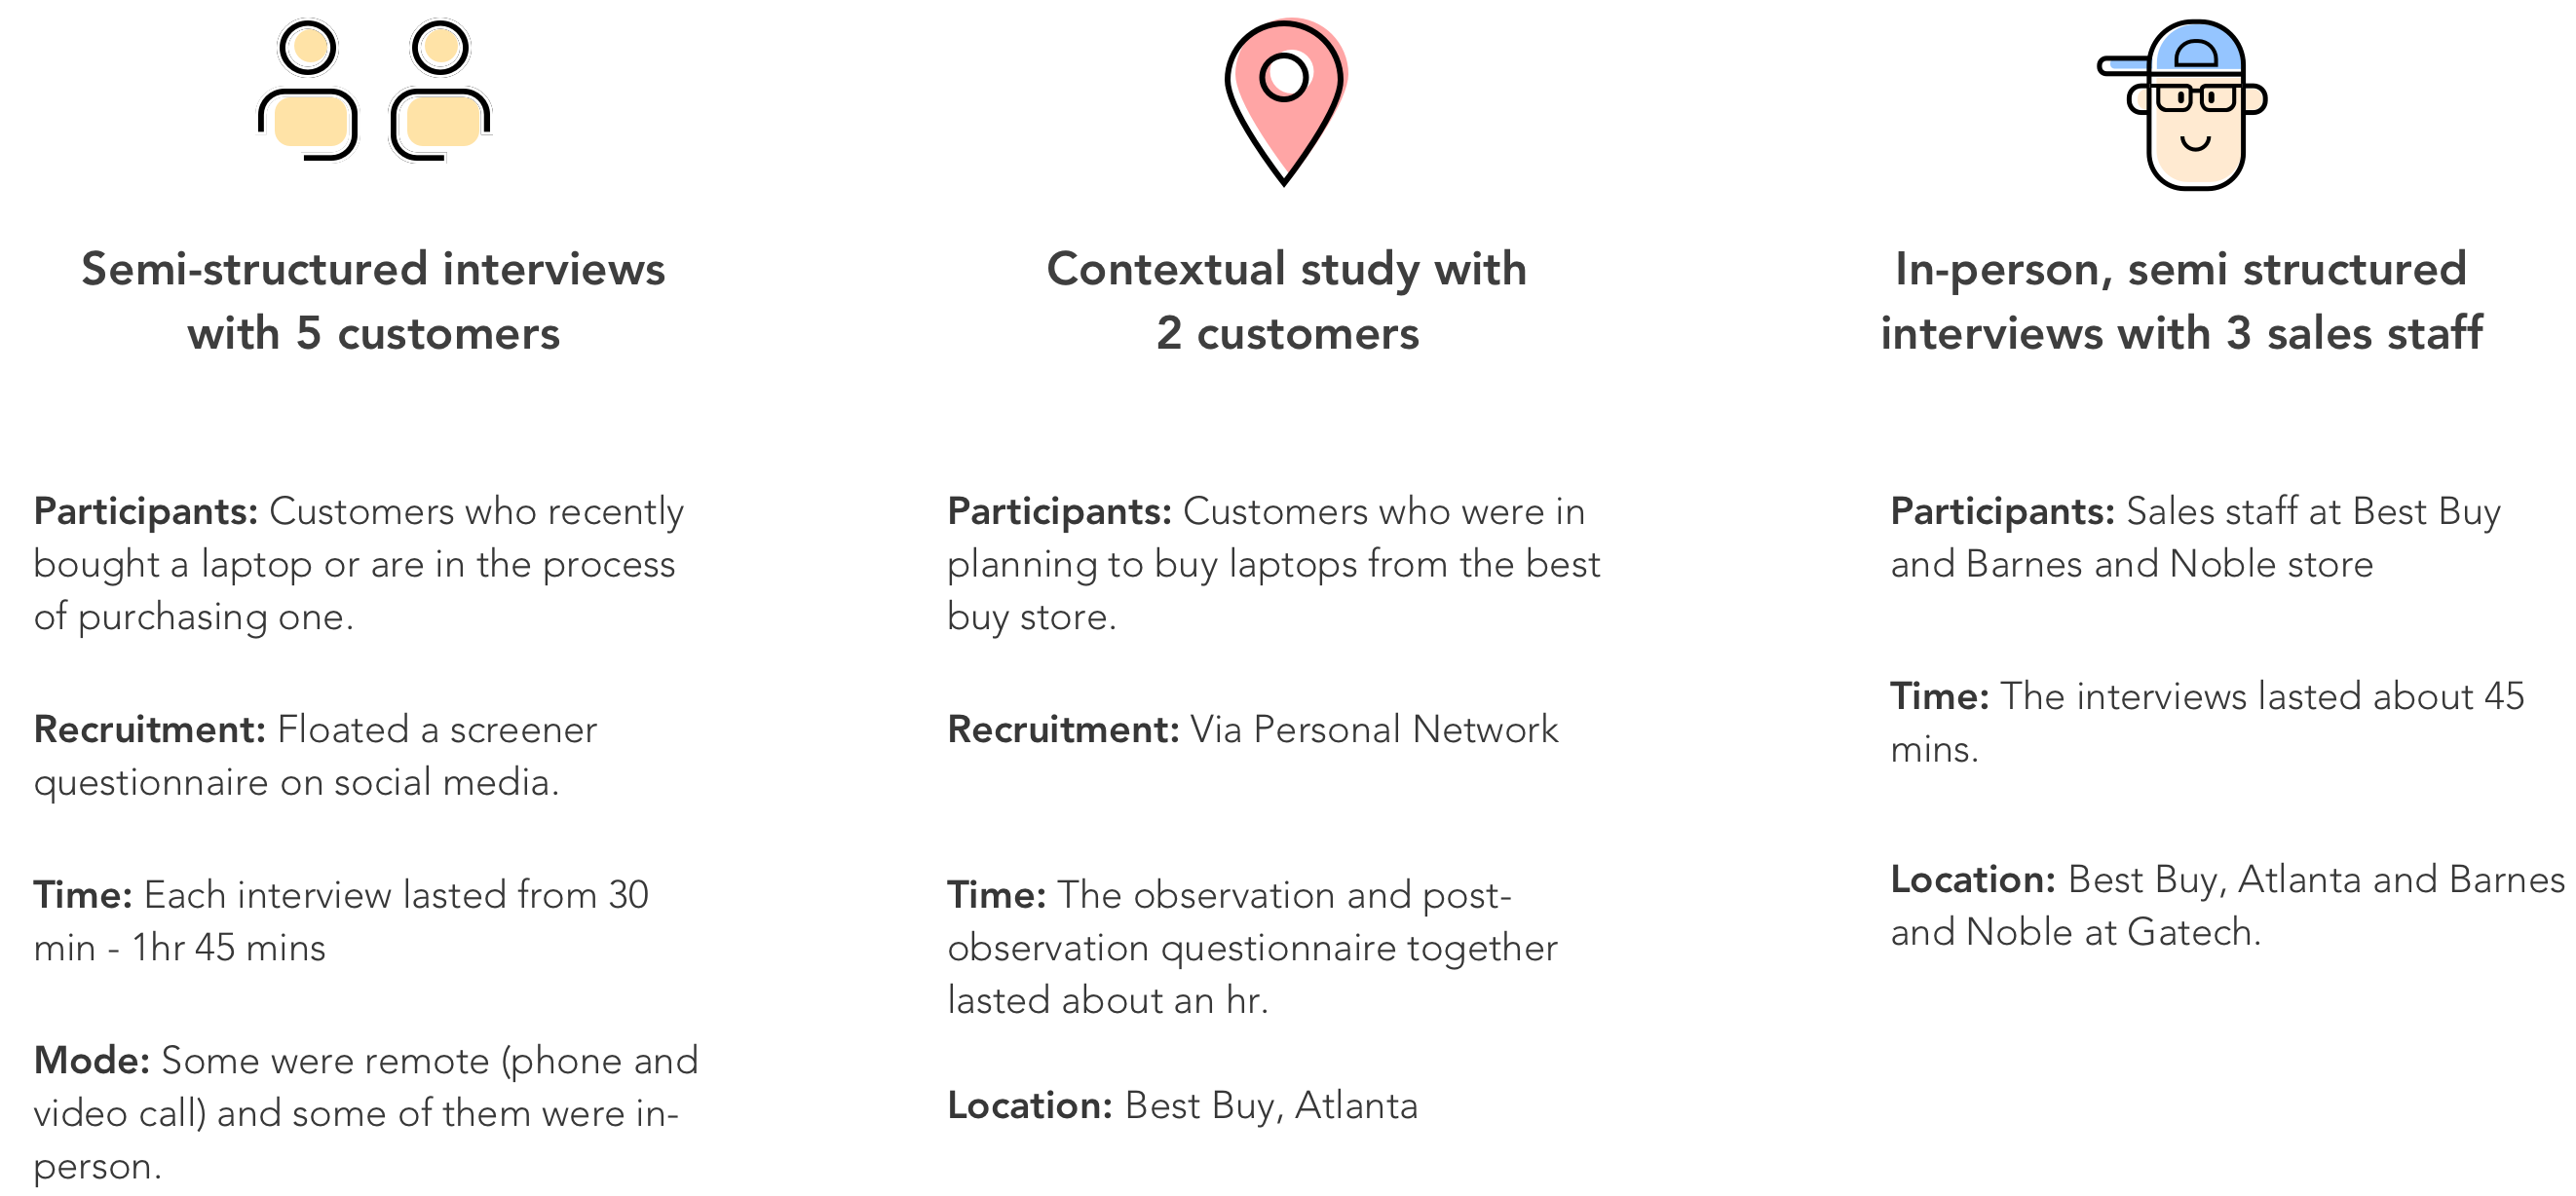 Semi-structured interviews
with 5 customers
Participants: Customers who recently
bought a laptop or are in the process
of purchasing one.
Recruitment: Floated a screener
questionnaire on social media.
Time: Each interview lasted from 30
min - 1hr 45 mins
Mode: Some were remote (phone and
video call) and some of them were in-
person.
Contextual study with
2 customers
Participants: Customers who were in
planning to buy laptops from the best
buy store.
Recruitment: Via Personal Network
Time: The observation and post-
observation questionnaire together
lasted about an hr.
Location: Best Buy, Atlanta
In-person, semi structured
interviews with 3 sales staff
Participants: Sales staff at Best Buy
and Barnes and Noble store
Time: The interviews lasted about 45
mins.
Location: Best Buy, Atlanta and Barnes
and Noble at Gatech.